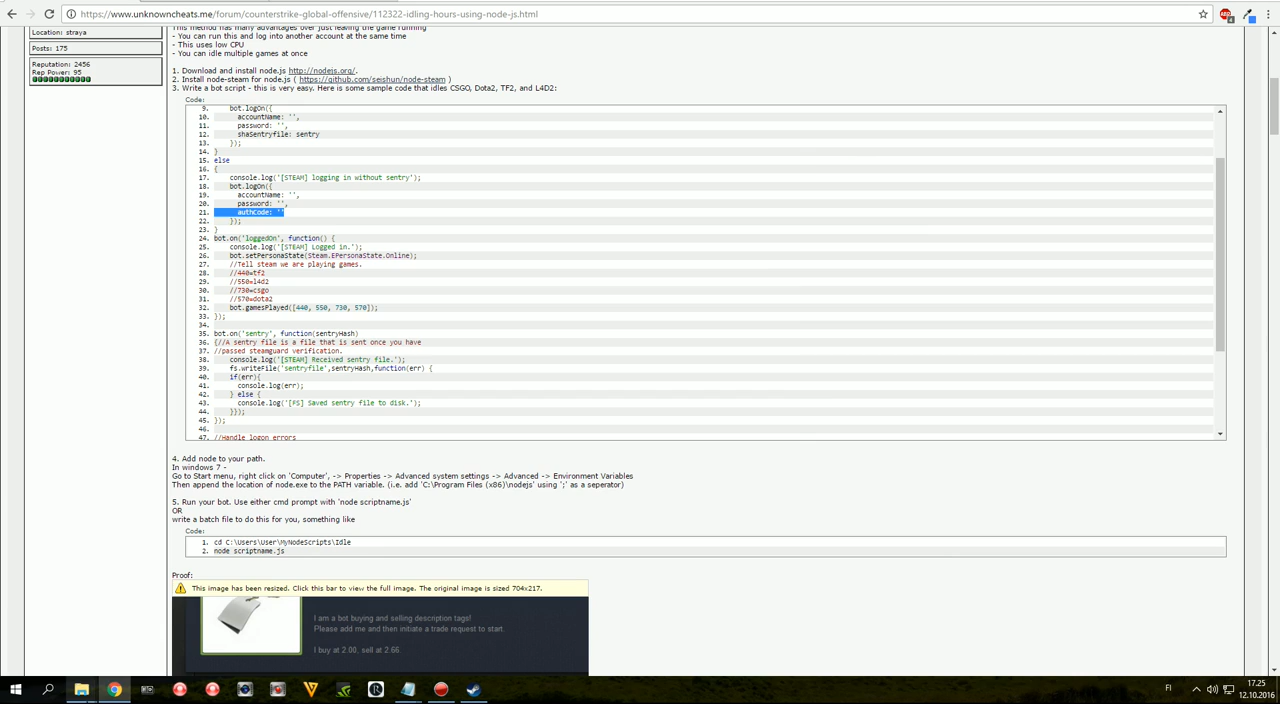 https://www.unknowncheats.me/forum/counterstrike-global-offensive/112322-idling-hours-using-node-js.html
Location: straya
Posts: 175
Reputation: 2456
Rep Power: 95
This method has many advantages over just leaving the game running
- You can run this and log into another account at the same time
- This uses low CPU
- You can idle multiple games at once
1. Download and install node.js http://nodejs.org/.
2. Install node-steam for node.js ( https://github.com/seishun/node-steam )
3. Write a bot script - this is very easy. Here is some sample code that idles CSGO, Dota2, TF2, and L4D2:
Code:
9. bot.logOn({
10. accountName: '',
11. password: '',
12. shaSentryfile: sentry
13. });
14. }
15. else
16. {
17. console.log('[STEAM] logging in without sentry');
18. bot.logOn({
19. accountName: '',
20. password: '',
21. authCode: ''
22. });
23. }
24. bot.on('loggedOn', function() {
25. console.log('[STEAM] Logged in.');
26. bot.setPersonaState(Steam.EPersonaState.Online);
27. //Tell steam we are playing games.
28. //440=tf2
29. //550=l4d2
30. //730=csgo
31. //570=dota2
32. bot.gamesPlayed([440, 550, 730, 570]);
33. });
34.
35. bot.on('sentry', function(sentryHash)
36. {//A sentry file is a file that is sent once you have
37. //passed steamguard verification.
38. console.log('[STEAM] Received sentry file.');
39. fs.writeFile('sentryfile',sentryHash,function(err) {
40. if(err){
41. console.log(err);
42. } else {
43. console.log('[FS] Saved sentry file to disk.');
44. }});
45. });
46.
47. //Handle logon errors
4. Add node to your path.
In windows 7 -
Go to Start menu, right click on 'Computer', -> Properties -> Advanced system settings -> Advanced -> Environment Variables
Then append the location of node.exe to the PATH variable. (i.e. add 'C:\Program Files (x86)\nodejs' using ';' as a seperator)
5. Run your bot. Use either cmd prompt with 'node scriptname.js'
OR
write a batch file to do this for you, something like
Code:
1. cd C:\Users\User\MyNodeScripts\Idle
2. node scriptname.js
Proof:
This image has been resized. Click this bar to view the full image. The original image is sized 704x217.
I am a bot buying and selling description tags!
Please add me and then initiate a trade request to start.
I buy at 2.00, sell at 2.66
FI
17.25
12.10.2016